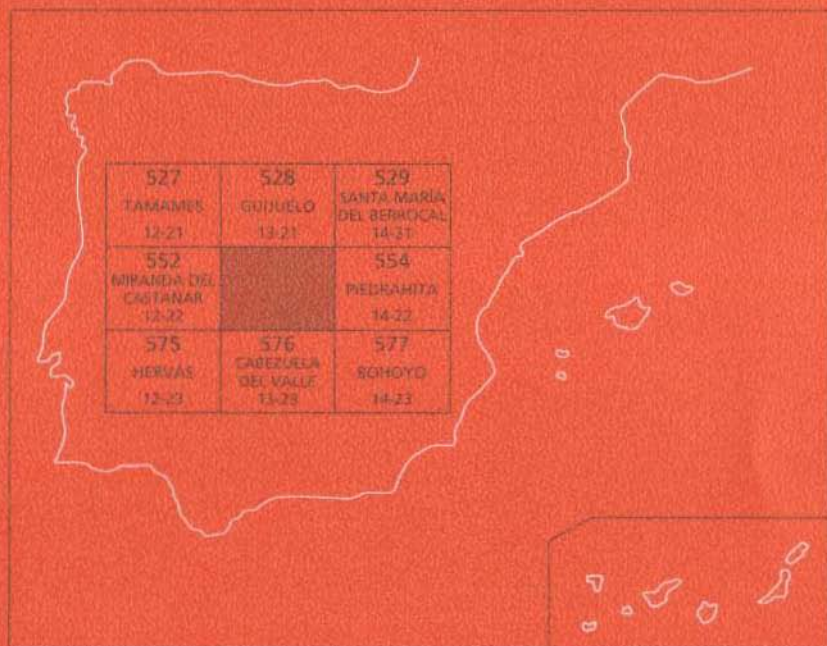 527
TAMAMES
12-21
528
GUIJUELO
13-21
529
SANTA MARÍA
DEL BERROCAL
14-21
552
MIRANDA DEL
CASTAÑAR
12-22
554
PIEDRAHITA
14-22
575
HERVÁS
12-23
576
CABEZUELA
DEL VALLE
13-23
577
BOHOYO
14-23